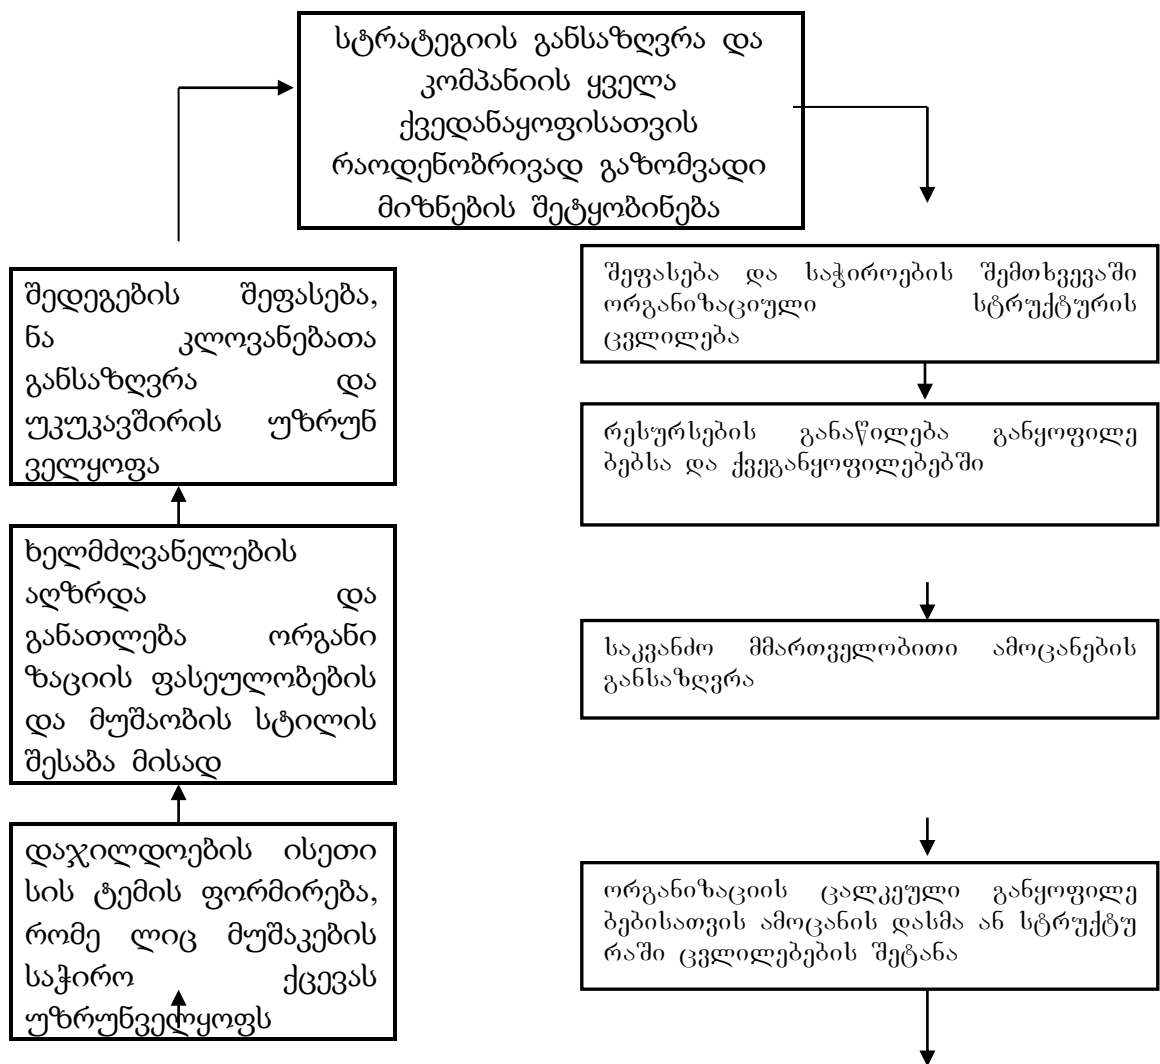 სტრატეგიის განსაზღვრა და
კომპანიის ყველა
ქვედანაყოფისათვის
რაოდენობრივად გაზომვადი
მიზნების შეტყობინება
შეფასება და საჭიროების შემთხვევაში
ორგანიზაციული სტრუქტურის
ცვლილება
რესურსების განაწილება განყოფილე
ბებსა და ქვეგანყოფილებებში
საკვანძო მმართველობითი ამოცანების
განსაზღვრა
ორგანიზაციის ცალკეული განყოფილე
ბებისათვის ამოცანის დასმა ან სტრუქტუ
რაში ცვლილებების შეტანა
შედეგების შეფასება,
ნა კლოვანებათა
განსაზღვრა და
უკუკავშირის უზრუნ
ველყოფა
ხელმძღვანელების
აღზრდა და
განათლება ორგანი
ზაციის ფასეულობების
და მუშაობის სტილის
შესაბა მისად
დაჯილდოების ისეთი
სის ტემის ფორმირება,
რომე ლიც მუშაკების
საჭირო ქცევას
უზრუნველყოფს